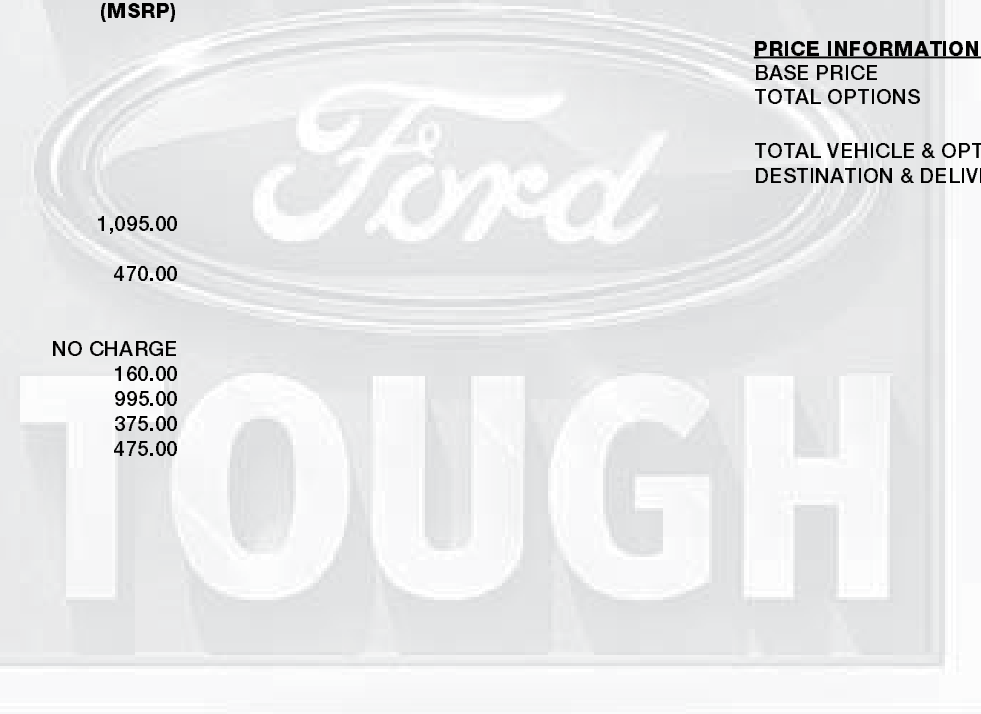 (MSRP)
PRICE INFORMATION
BASE PRICE
TOTAL OPTIONS
TOTAL VEHICLE & OPT
DESTINATION & DELIV
1,095.00
470.00
NO CHARGE
160.00
995.00
375.00
475.00
Ford
TOUGH